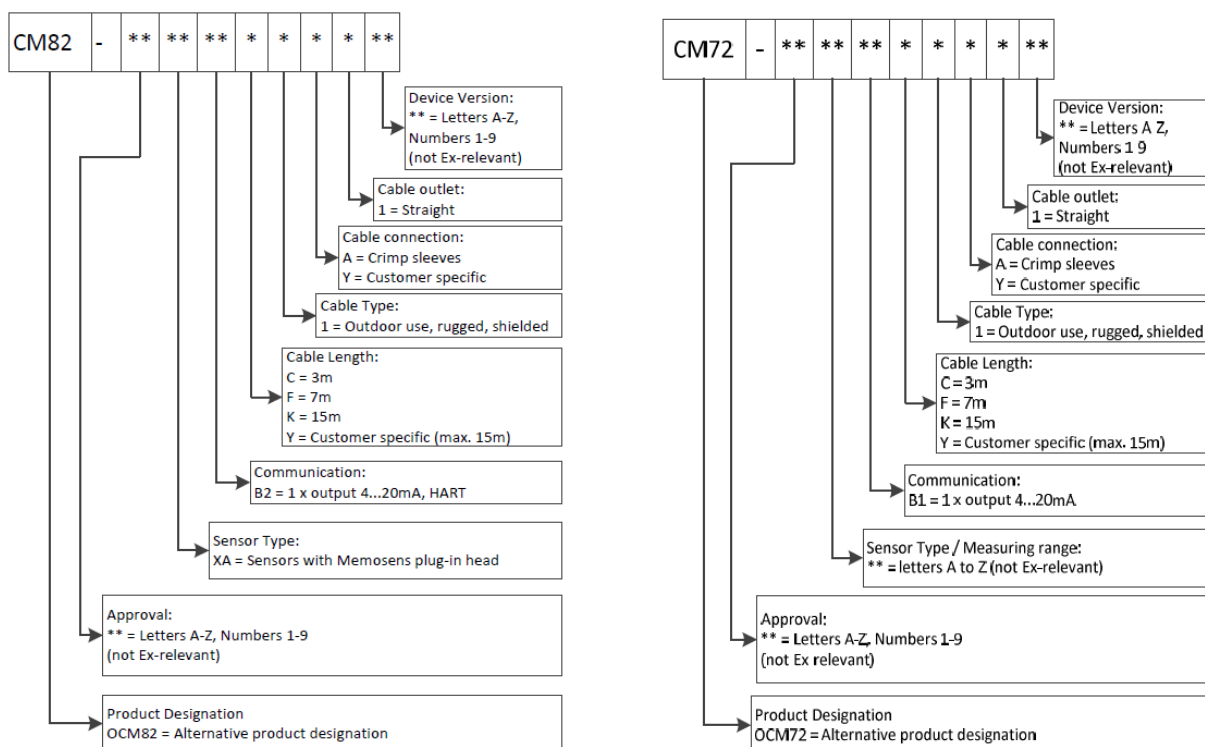 CM82 - ** ** ** * * * * **
Device Version:
** = Letters A-Z,
Numbers 1-9
(not Ex-relevant)
Cable outlet:
1 = Straight
Cable connection:
A = Crimp sleeves
Y = Customer specific
Cable Type:
1 = Outdoor use, rugged, shielded
Cable Length:
C = 3m
F = 7m
K = 15m
Y = Customer specific (max. 15m)
Communication:
B2 = 1 x output 4...20mA, HART
Sensor Type:
XA = Sensors with Memosens plug-in head
Approval:
** = Letters A-Z, Numbers 1-9
(not Ex-relevant)
Product Designation
OCM82 = Alternative product designation
CM72 - ** ** ** * * * * **
Device Version:
** = Letters A Z,
Numbers 1 9
(not Ex-relevant)
Cable outlet:
1 = Straight
Cable connection:
A = Crimp sleeves
Y = Customer specific
Cable Type:
1 = Outdoor use, rugged, shielded
Cable Length:
C = 3m
F = 7m
K = 15m
Y = Customer specific (max. 15m)
Communication:
B1 = 1 x output 4...20mA
Sensor Type / Measuring range:
** = letters A to Z (not Ex-relevant)
Approval:
** = Letters A-Z, Numbers 1-9
(not Ex relevant)
Product Designation
OCM72 = Alternative product designation